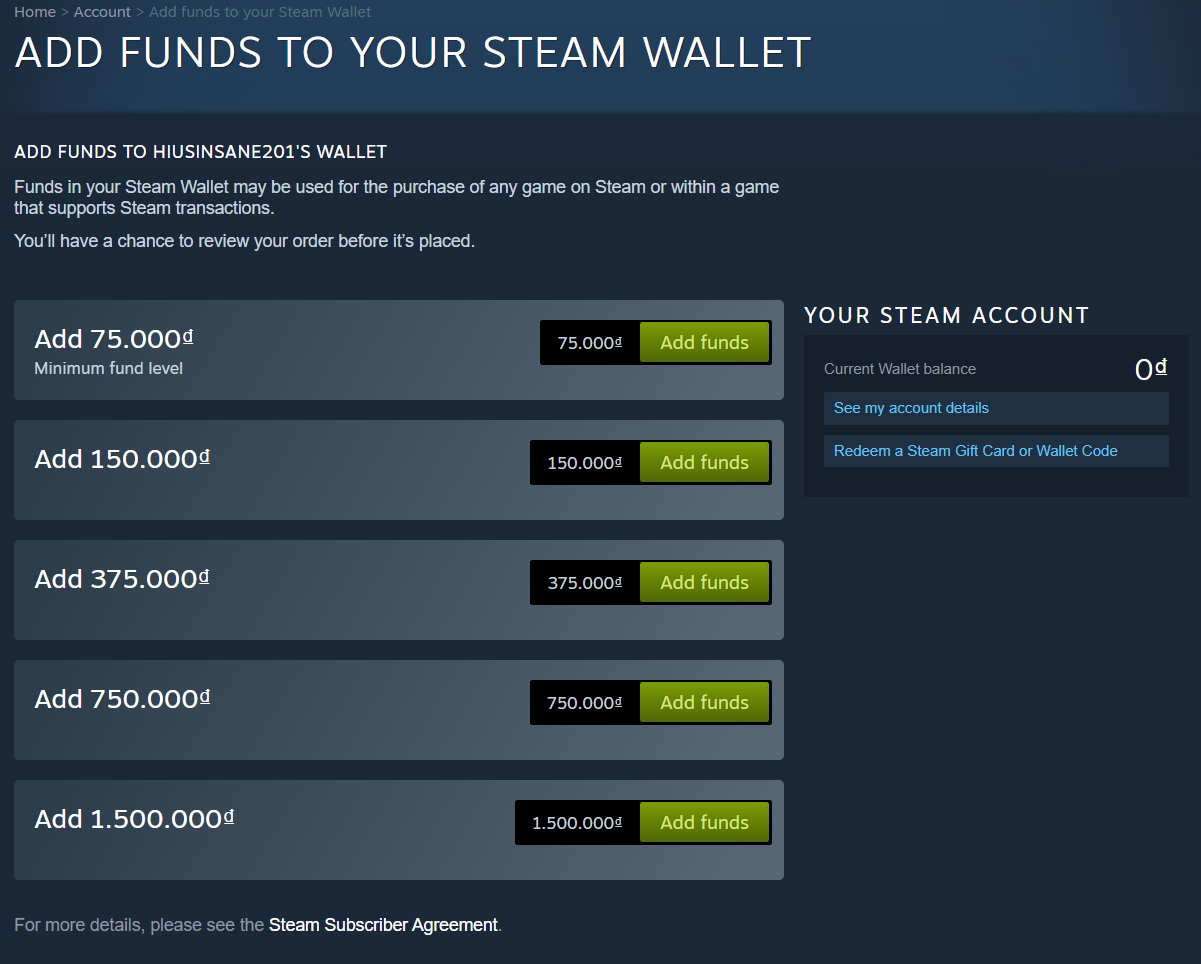 Home > Account > Add funds to your Steam Wallet
ADD FUNDS TO YOUR STEAM WALLET
ADD FUNDS TO HIUSINSANE201'S WALLET
Funds in your Steam Wallet may be used for the purchase of any game on Steam or within a game
that supports Steam transactions.
You'll have a chance to review your order before it's placed.
Add 75.000₫
Minimum fund level
75.000₫ Add funds
Add 150.000₫
150.000₫ Add funds
Add 375.000₫
375.000₫ Add funds
Add 750.000₫
750.000₫ Add funds
Add 1.500.000₫
1.500.000₫ Add funds
YOUR STEAM ACCOUNT
Current Wallet balance 0₫
See my account details
Redeem a Steam Gift Card or Wallet Code
For more details, please see the Steam Subscriber Agreement.